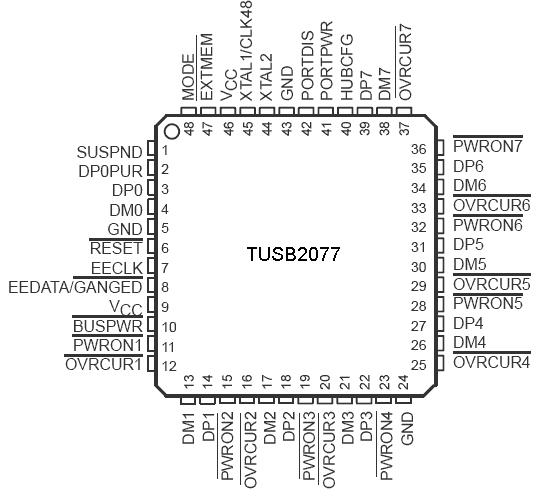 MODE
EXTMEM
VCC
XTAL1/CLK48
XTAL2
GND
PORTDIS
PORTPWR
HUBCFG
DP7
DM7
OVRCUR7
48 47 46 45 44 43 42 41 40 39 38 37
SUSPND 1
DP0PUR 2
DP0 3
DM0 4
GND 5
RESET 6
EECLK 7
EEDATA/GANGED 8
VCC 9
BUSPWR 10
PWRON1 11
OVRCUR1 12
TUSB2077
36 PWRON7
35 DP6
34 DM6
33 OVRCUR6
32 PWRON6
31 DP5
30 DM5
29 OVRCUR5
28 PWRON5
27 DP4
26 DM4
25 OVRCUR4
13 14 15 16 17 18 19 20 21 22 23 24
DM1
DP1
PWRON2
OVRCUR2
DM2
DP2
PWRON3
OVRCUR3
DM3
DP3
PWRON4
GND